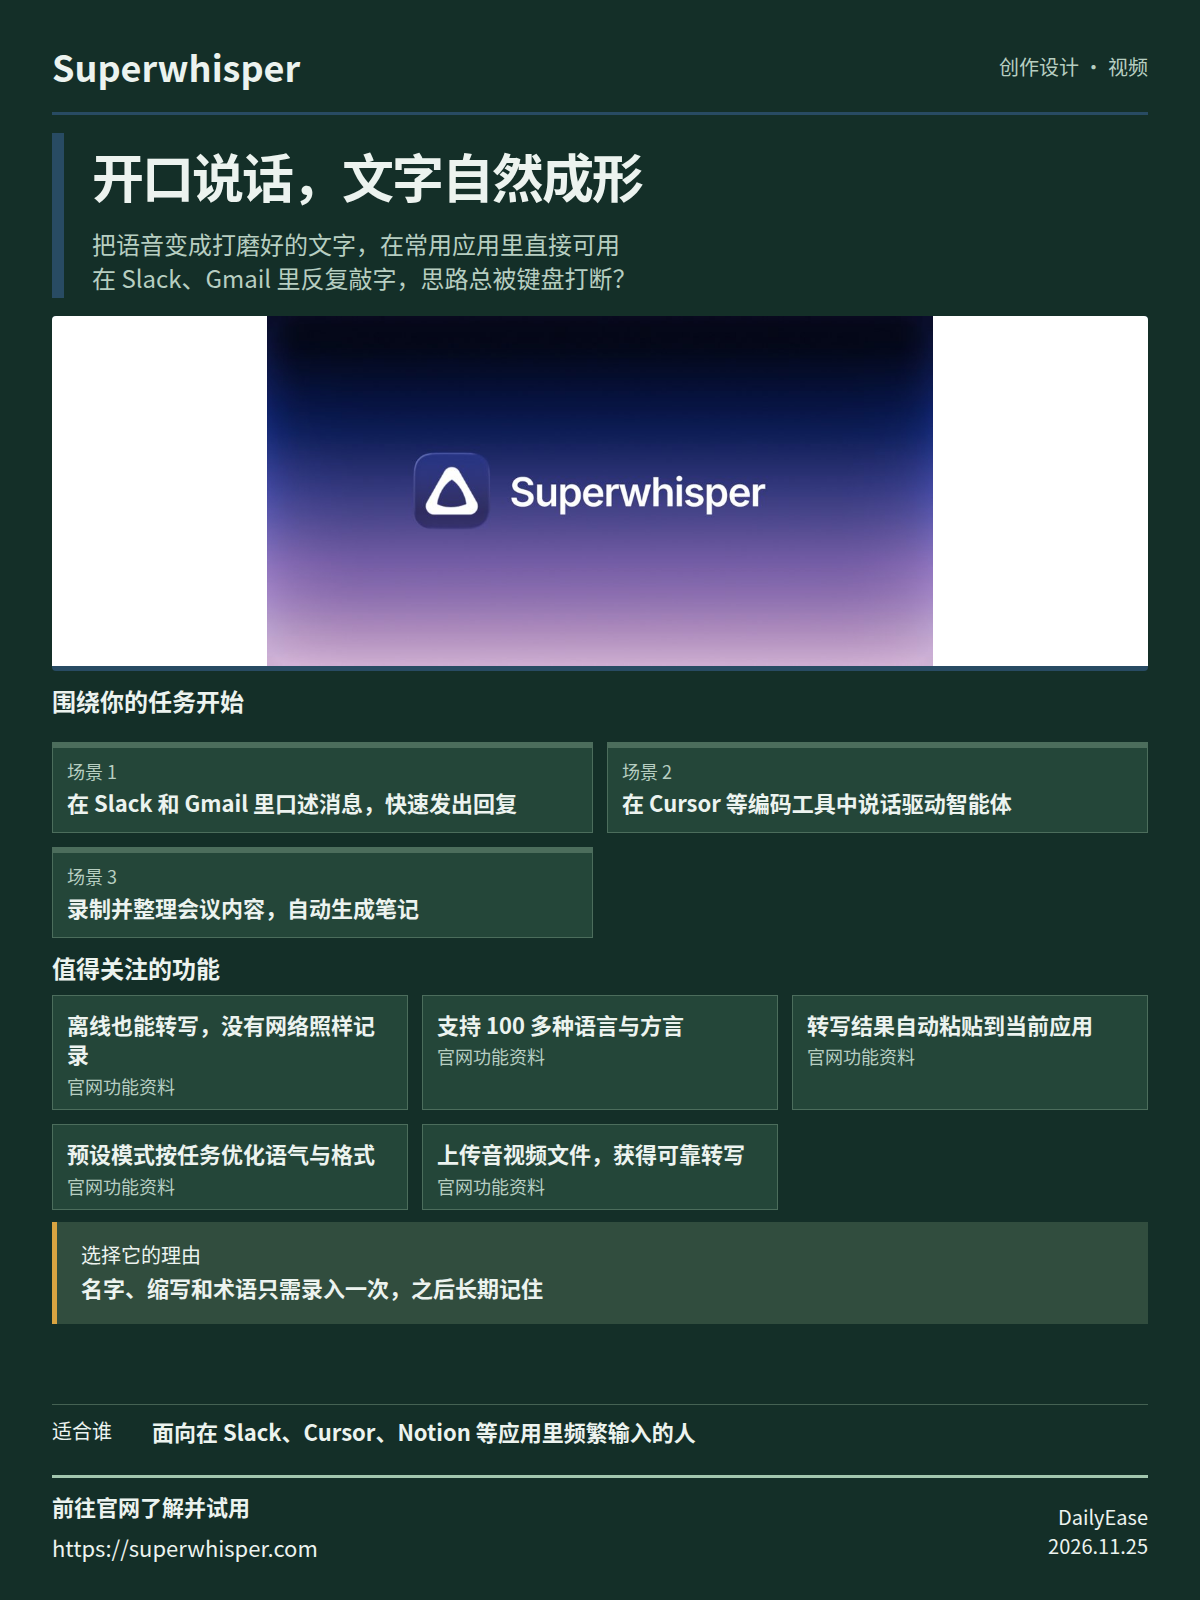 Superwhisper
创作设计 · 视频
开口说话，文字自然成形
把语音变成打磨好的文字，在常用应用里直接可用
在 Slack、Gmail 里反复敲字，思路总被键盘打断？
Superwhisper
围绕你的任务开始
场景 1
在 Slack 和 Gmail 里口述消息，快速发出回复
场景 2
在 Cursor 等编码工具中说话驱动智能体
场景 3
录制并整理会议内容，自动生成笔记
值得关注的功能
离线也能转写，没有网络照样记
录
官网功能资料
支持 100 多种语言与方言
官网功能资料
转写结果自动粘贴到当前应用
官网功能资料
预设模式按任务优化语气与格式
官网功能资料
上传音视频文件，获得可靠转写
官网功能资料
选择它的理由
名字、缩写和术语只需录入一次，之后长期记住
适合谁
面向在 Slack、Cursor、Notion 等应用里频繁输入的人
前往官网了解并试用
https://superwhisper.com
DailyEase
2026.11.25